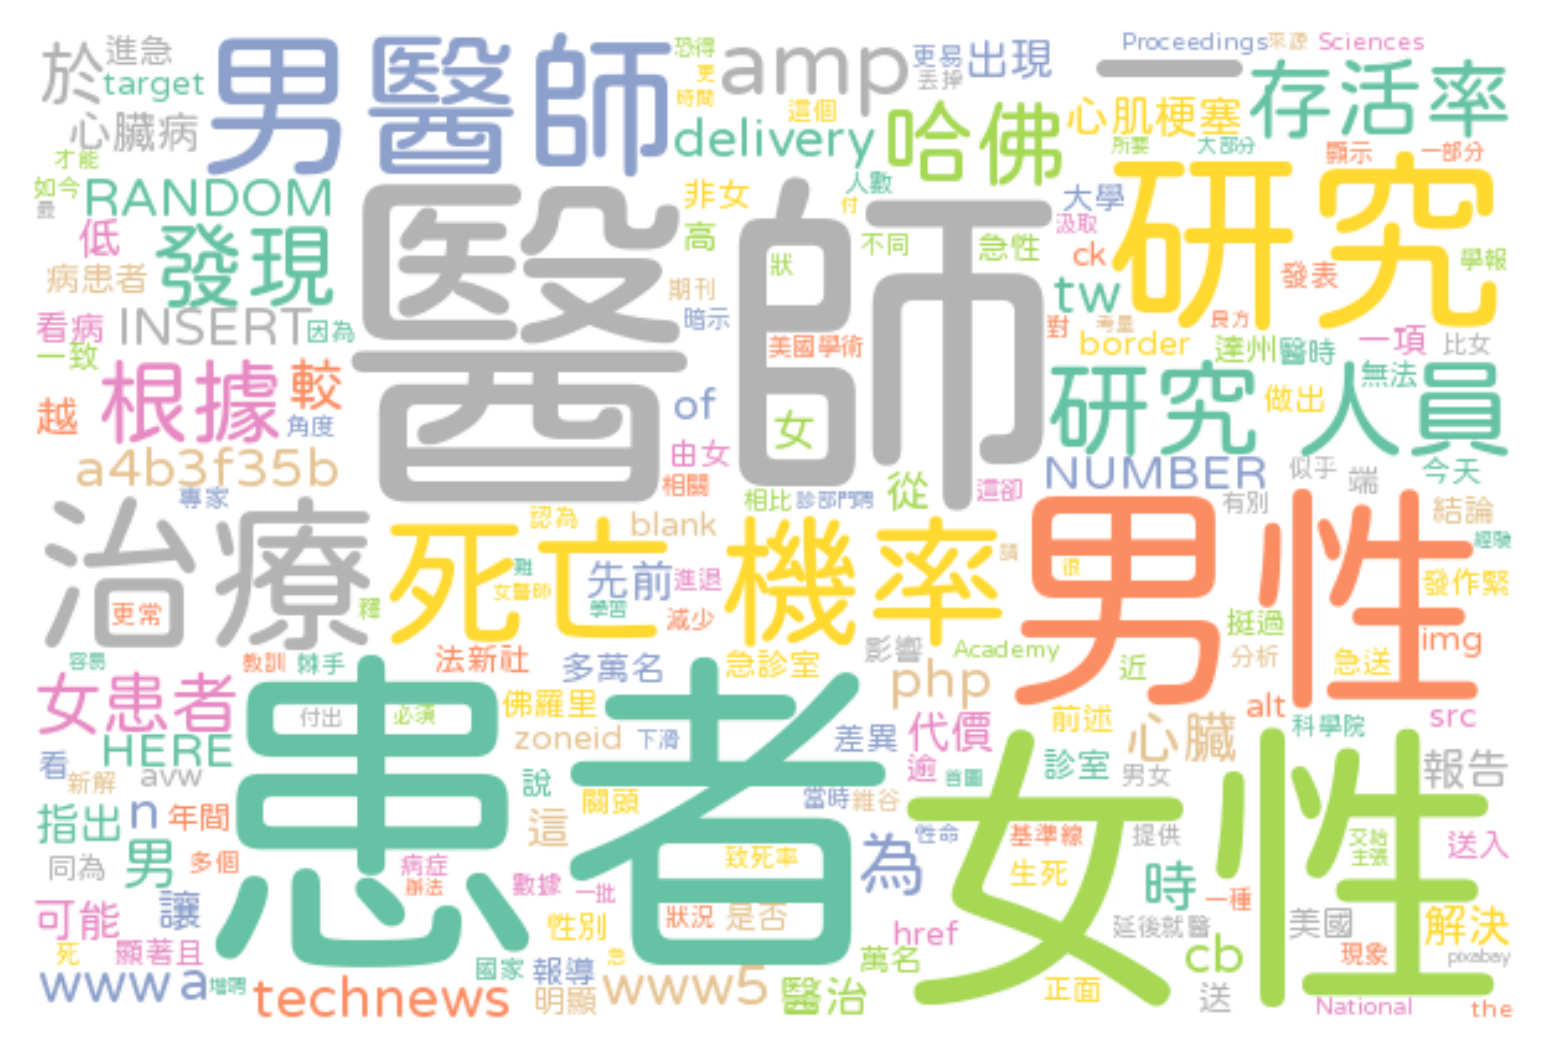 於
進急
target
心臟病
男醫師
恐得
更
時間
amp
更易
丟掉
出現
Proceedings
來源
Sciences
一
存活率
心肌梗塞
這個
delivery
哈佛
所要
大部分
顯示
一部分
才能
如今
最
RANDOM
低
發現
病患者
看病
INSERT
因為
一致
醫師
非女
高
人數
付
不同
急性
大學
汲取
ck
tw
研究
學報
發表
狀
期刊
暗示
美國學術
對
考量
良方
border
達州
醫時
一項
比女
無法
越
根據
較
角度
of
女
由女
研究
做出
人員
a4b3f35b
專家
相關
相比
診部門
聘
從
這卻
NUMBER
似乎
端
今天
有別
結論
經驗
治療
更常
釋
死亡
認為
blank
難
女醫師
先前
學習
進退
減少
機率
請
很
男性
挺過
發作緊
img
容易
教訓
棘手
法新社
多萬名
急診室
影響
Academy
近
分析
急送
女患者
患者
付出
必須
佛羅里
php
alt
src
科學院
HERE
zoneid
下滑
差異
代價
前述
心臟
看
新解
avw
說
逾
首圖
診室
男女
報告
指出
n
年間
這
關頭
當時
維谷
女性
同為
男
多個
病症
辦法
數據
一批
致死率
為
性命
基準線
提供
生死
時
一種
交給
主張
送入
可能
讓
性別
狀況
是否
href
延後就醫
美國
解決
死
顯著且
急
萬名
cb
現象
pixabay
www
a
增聘
technews
國家
報導
明顯
www5
醫治
正面
送
National
the